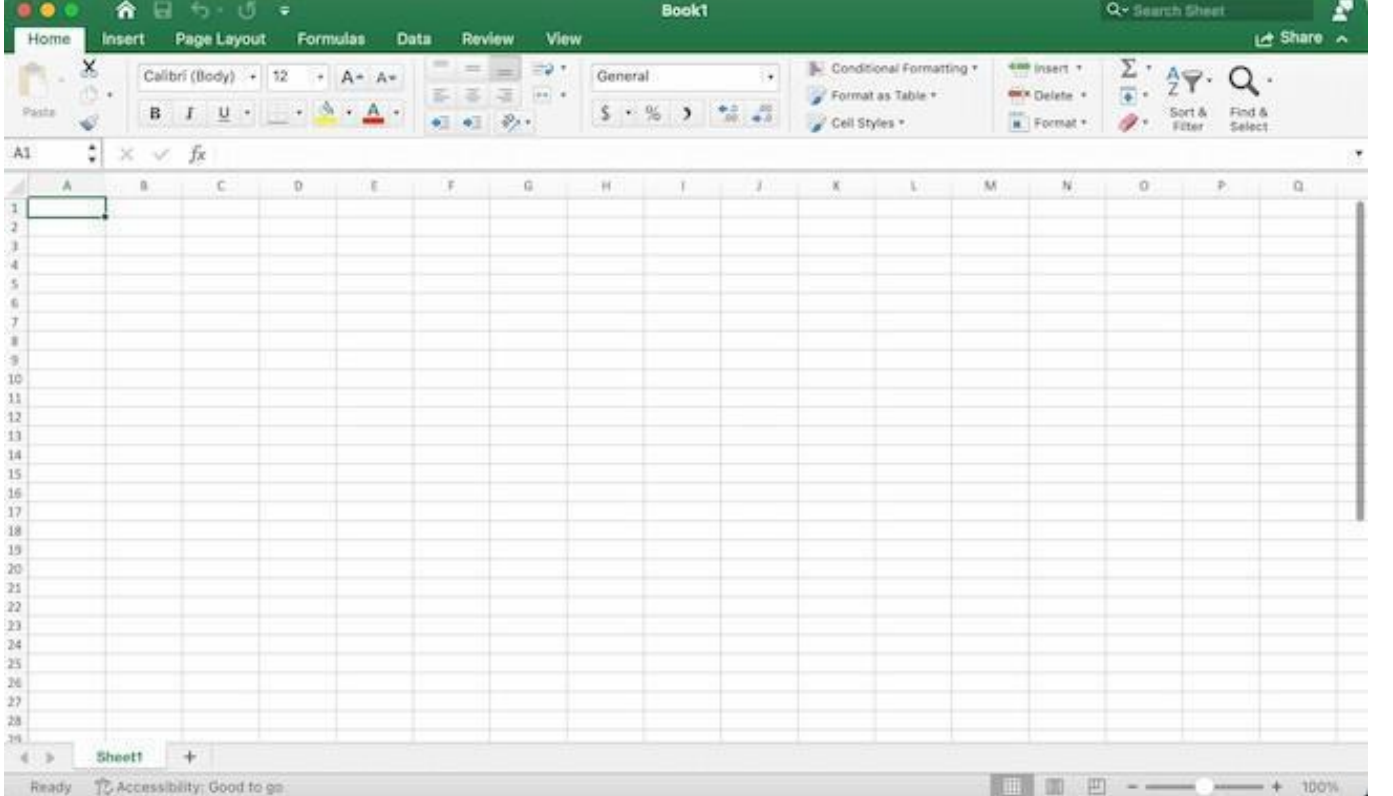 Book1
Search Sheet
Home Insert Page Layout Formulas Data Review View
Share
Paste
Calibri (Body) 12 A A
B I U A
General
$ % )
Conditional Formatting
Format as Table
Cell Styles
Insert
Delete
Format
Σ
A
Z
Sort &
Filter
Find &
Select
A1 fx
A B C D E F G H I J K L M N O P Q
1
2
3
4
5
6
7
8
9
10
11
12
13
14
15
16
17
18
19
20
21
22
23
24
25
26
27
28
29
Sheet1 +
Ready Accessibility: Good to go
100%